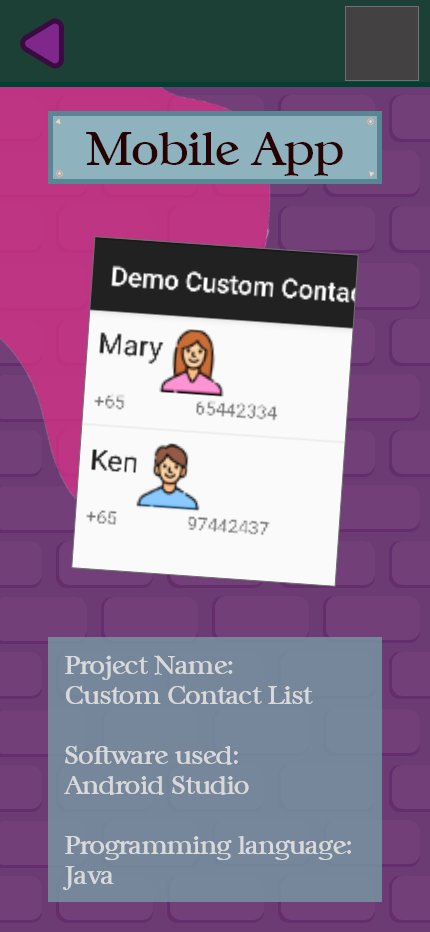 Mobile App
Demo Custom Contac
Mary
+65 65442334
Ken
+65 97442437
Project Name:
Custom Contact List
Software used:
Android Studio
Programming language:
Java